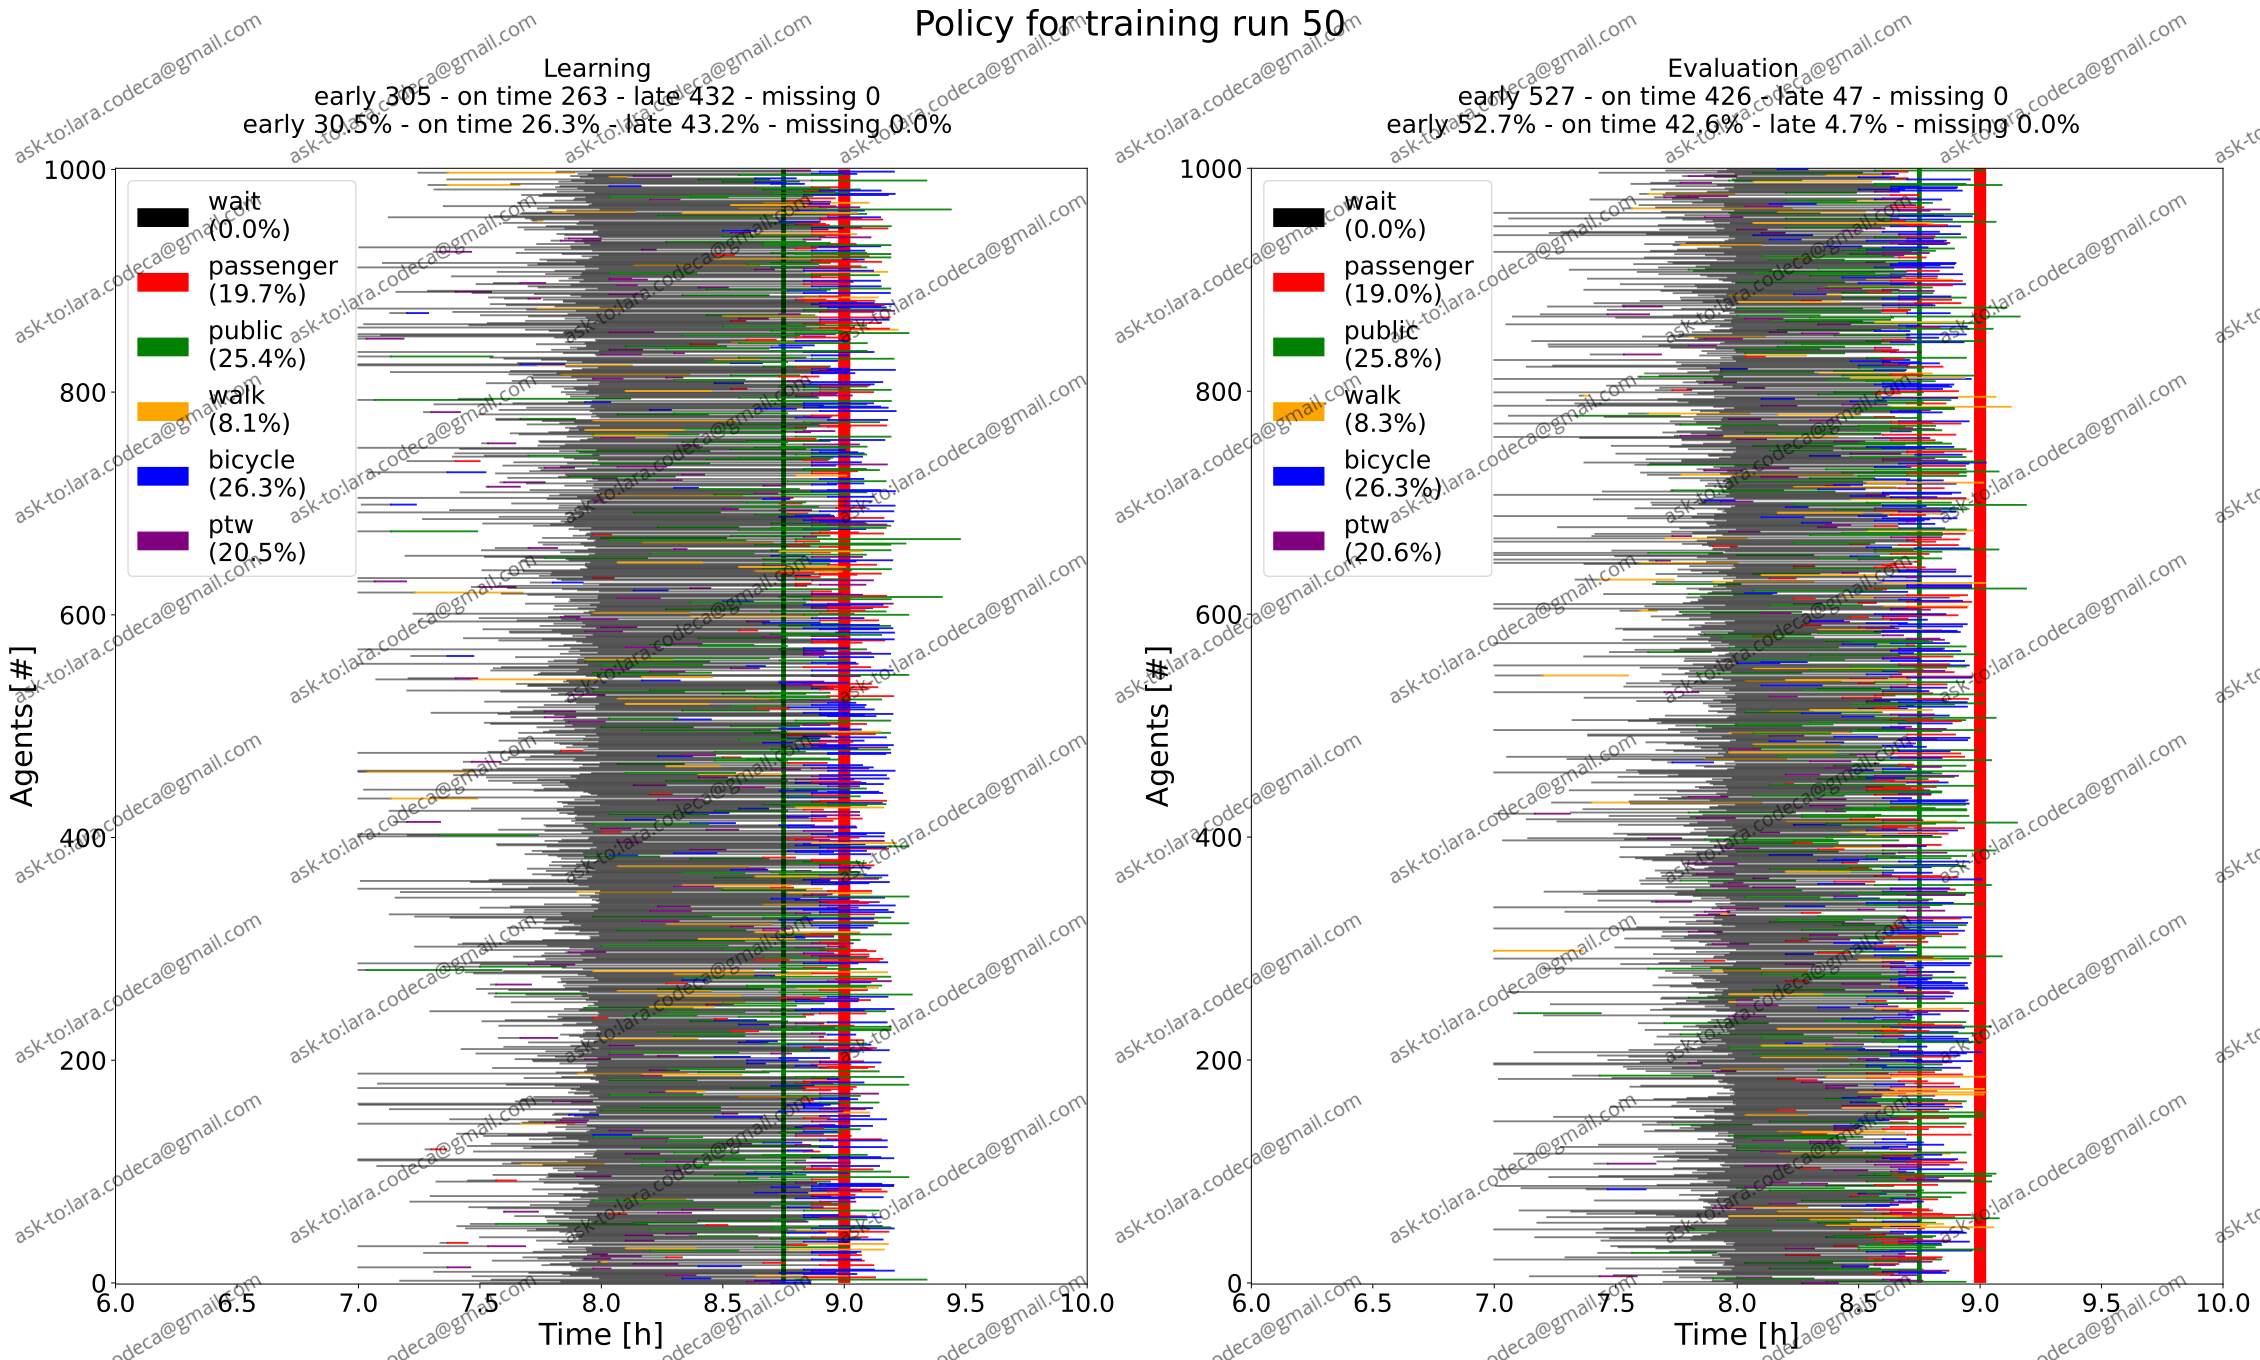 Policy for training run 50
Learning
early 305 - on time 263 - late 432 - missing 0
early 30.5% - on time 26.3% - late 43.2% - missing 0.0%
Agents [#]
1000
800
600
400
200
0
wait
(0.0%)
passenger
(19.7%)
public
(25.4%)
walk
(8.1%)
bicycle
(26.3%)
ptw
(20.5%)
6.0 6.5 7.0 7.5 8.0 8.5 9.0 9.5 10.0
Time [h]
Evaluation
early 527 - on time 426 - late 47 - missing 0
early 52.7% - on time 42.6% - late 4.7% - missing 0.0%
Agents [#]
1000
800
600
400
200
0
wait
(0.0%)
passenger
(19.0%)
public
(25.8%)
walk
(8.3%)
bicycle
(26.3%)
ptw
(20.6%)
6.0 6.5 7.0 7.5 8.0 8.5 9.0 9.5 10.0
Time [h]
ask-to:lara.codeca@gmail.com